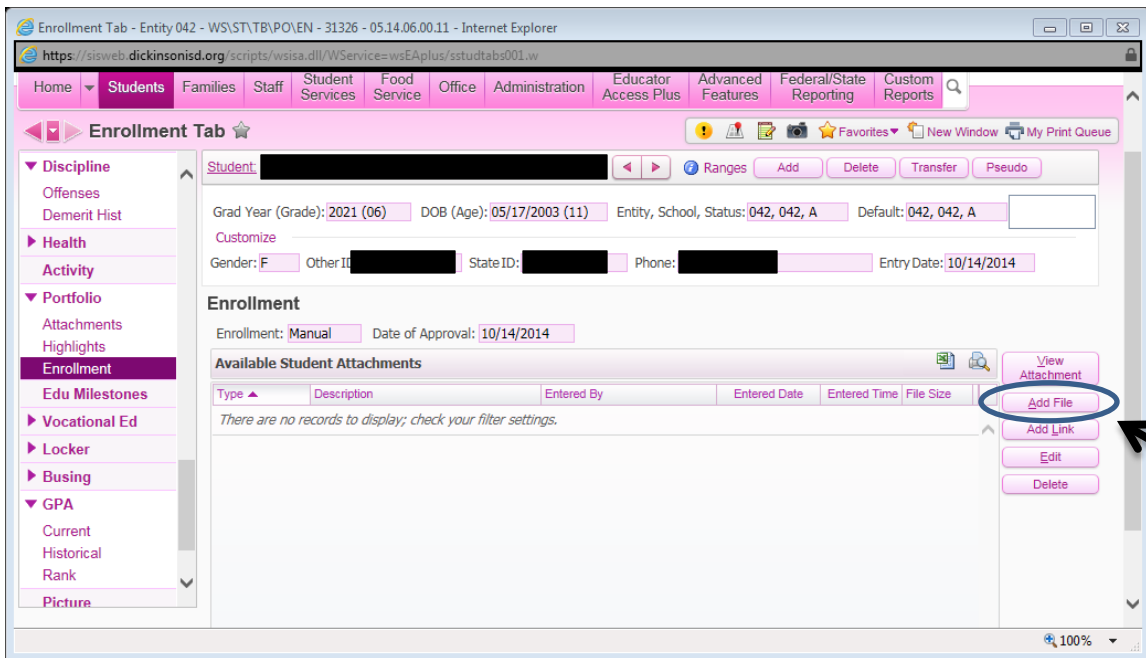 Enrollment Tab - Entity 042 - WS\ST\TB\PO\EN - 31326 - 05.14.06.00.11 - Internet Explorer
https://sisweb.dickinsonisd.org/scripts/wsisa.dll/WService=wsEAplus/sstudtabs001.w
Home Students Families Staff Student Services Food Service Office Administration Educator Access Plus Advanced Features Federal/State Reporting Custom Reports
Enrollment Tab Favorites New Window My Print Queue
Student: Ranges Add Delete Transfer Pseudo
Grad Year (Grade): 2021 (06) DOB (Age): 05/17/2003 (11) Entity, School, Status: 042, 042, A Default: 042, 042, A
Customize
Gender: F Other ID State ID: Phone: Entry Date: 10/14/2014
Enrollment
Enrollment: Manual Date of Approval: 10/14/2014
Available Student Attachments
Type Description Entered By Entered Date Entered Time File Size
There are no records to display; check your filter settings.
View Attachment
Add File
Add Link
Edit
Delete
Discipline
Offenses
Demerit Hist
Health
Activity
Portfolio
Attachments
Highlights
Enrollment
Edu Milestones
Vocational Ed
Locker
Busing
GPA
Current
Historical
Rank
Picture
100%